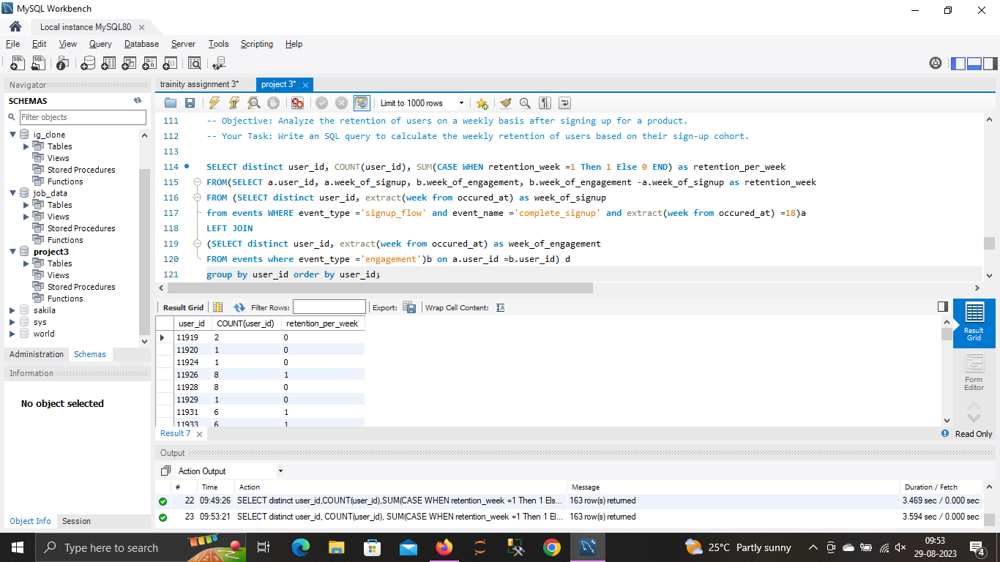 MySQL Workbench
Local instance MySQL80
File Edit View Query Database Server Tools Scripting Help
Navigator
SCHEMAS
Filter objects
ig_clone
Tables
Views
Stored Procedures
Functions
job_data
Tables
Views
Stored Procedures
Functions
project3
Tables
Views
Stored Procedures
Functions
sakila
sys
world
Administration Schemas
Information
No object selected
Object Info Session
trainity assignment 3* project 3*
Limit to 1000 rows
111 -- Objective: Analyze the retention of users on a weekly basis after signing up for a product.
112 -- Your Task: Write an SQL query to calculate the weekly retention of users based on their sign-up cohort.
113
114 SELECT distinct user_id, COUNT(user_id), SUM(CASE WHEN retention_week =1 Then 1 Else 0 END) as retention_per_week
115 FROM(SELECT a.user_id, a.week_of_signup, b.week_of_engagement, b.week_of_engagement -a.week_of_signup as retention_week
116 FROM (SELECT distinct user_id, extract(week from occured_at) as week_of_signup
117 from events WHERE event_type ='signup_flow' and event_name ='complete_signup' and extract(week from occured_at) =18)a
118 LEFT JOIN
119 (SELECT distinct user_id, extract(week from occured_at) as week_of_engagement
120 FROM events where event_type ='engagement')b on a.user_id =b.user_id) d
121 group by user_id order by user_id;
Result Grid Filter Rows: Export: Wrap Cell Content:
user_id COUNT(user_id) retention_per_week
11919 2 0
11920 1 0
11924 1 0
11926 8 1
11928 8 0
11929 1 0
11931 6 1
11933 6 1
Result Grid
Form Editor
Result 7
Read Only
Output
Action Output
# Time Action Message Duration / Fetch
22 09:49:26 SELECT distinct user_id,COUNT(user_id),SUM(CASE WHEN retention_week =1 Then 1 Els... 163 row(s) returned 3.469 sec / 0.000 sec
23 09:53:21 SELECT distinct user_id, COUNT(user_id), SUM(CASE WHEN retention_week =1 Then 1 El... 163 row(s) returned 3.594 sec / 0.000 sec
Type here to search
25°C Partly sunny
09:53
29-08-2023
4